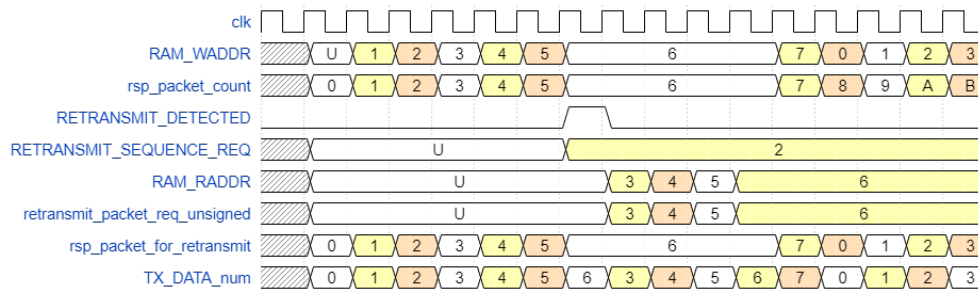 clk
RAM_WADDR U 1 2 3 4 5 6 7 0 1 2 3
rsp_packet_count 0 1 2 3 4 5 6 7 8 9 A B
RETRANSMIT_DETECTED
RETRANSMIT_SEQUENCE_REQ U 2
RAM_RADDR U 3 4 5 6
retransmit_packet_req_unsigned U 3 4 5 6
rsp_packet_for_retransmit 0 1 2 3 4 5 6 7 0 1 2 3
TX_DATA_num 0 1 2 3 4 5 6 3 4 5 6 7 0 1 2 3